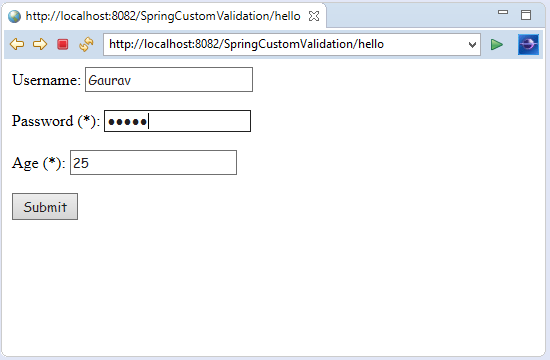 http://localhost:8082/SpringCustomValidation/hello
http://localhost:8082/SpringCustomValidation/hello
Username: Gaurav
Password (*): ●●●●●
Age (*): 25
Submit